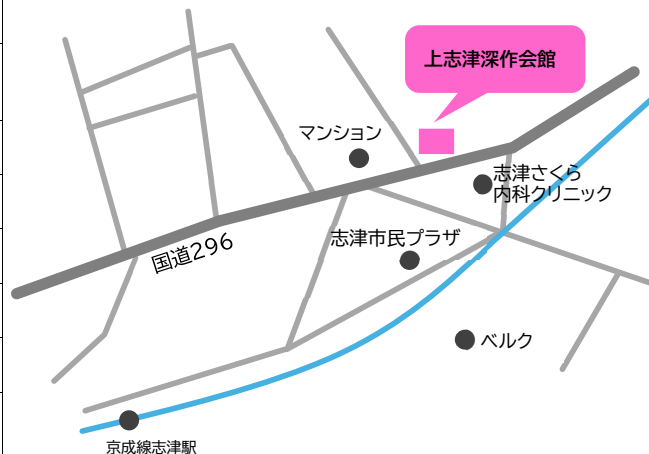 上志津深作会館
マンション
志津さくら
内科クリニック
志津市民プラザ
国道296
ベルク
京成線志津駅